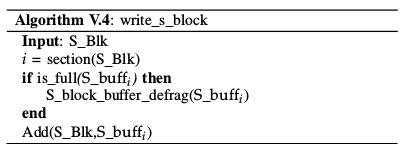 Algorithm V.4: write_s_block
Input: S_Blk
i = section(S_Blk)
if is_full(S_buffᵢ) then
S_block_buffer_defrag(S_buffᵢ)
end
Add(S_Blk,S_buffᵢ)